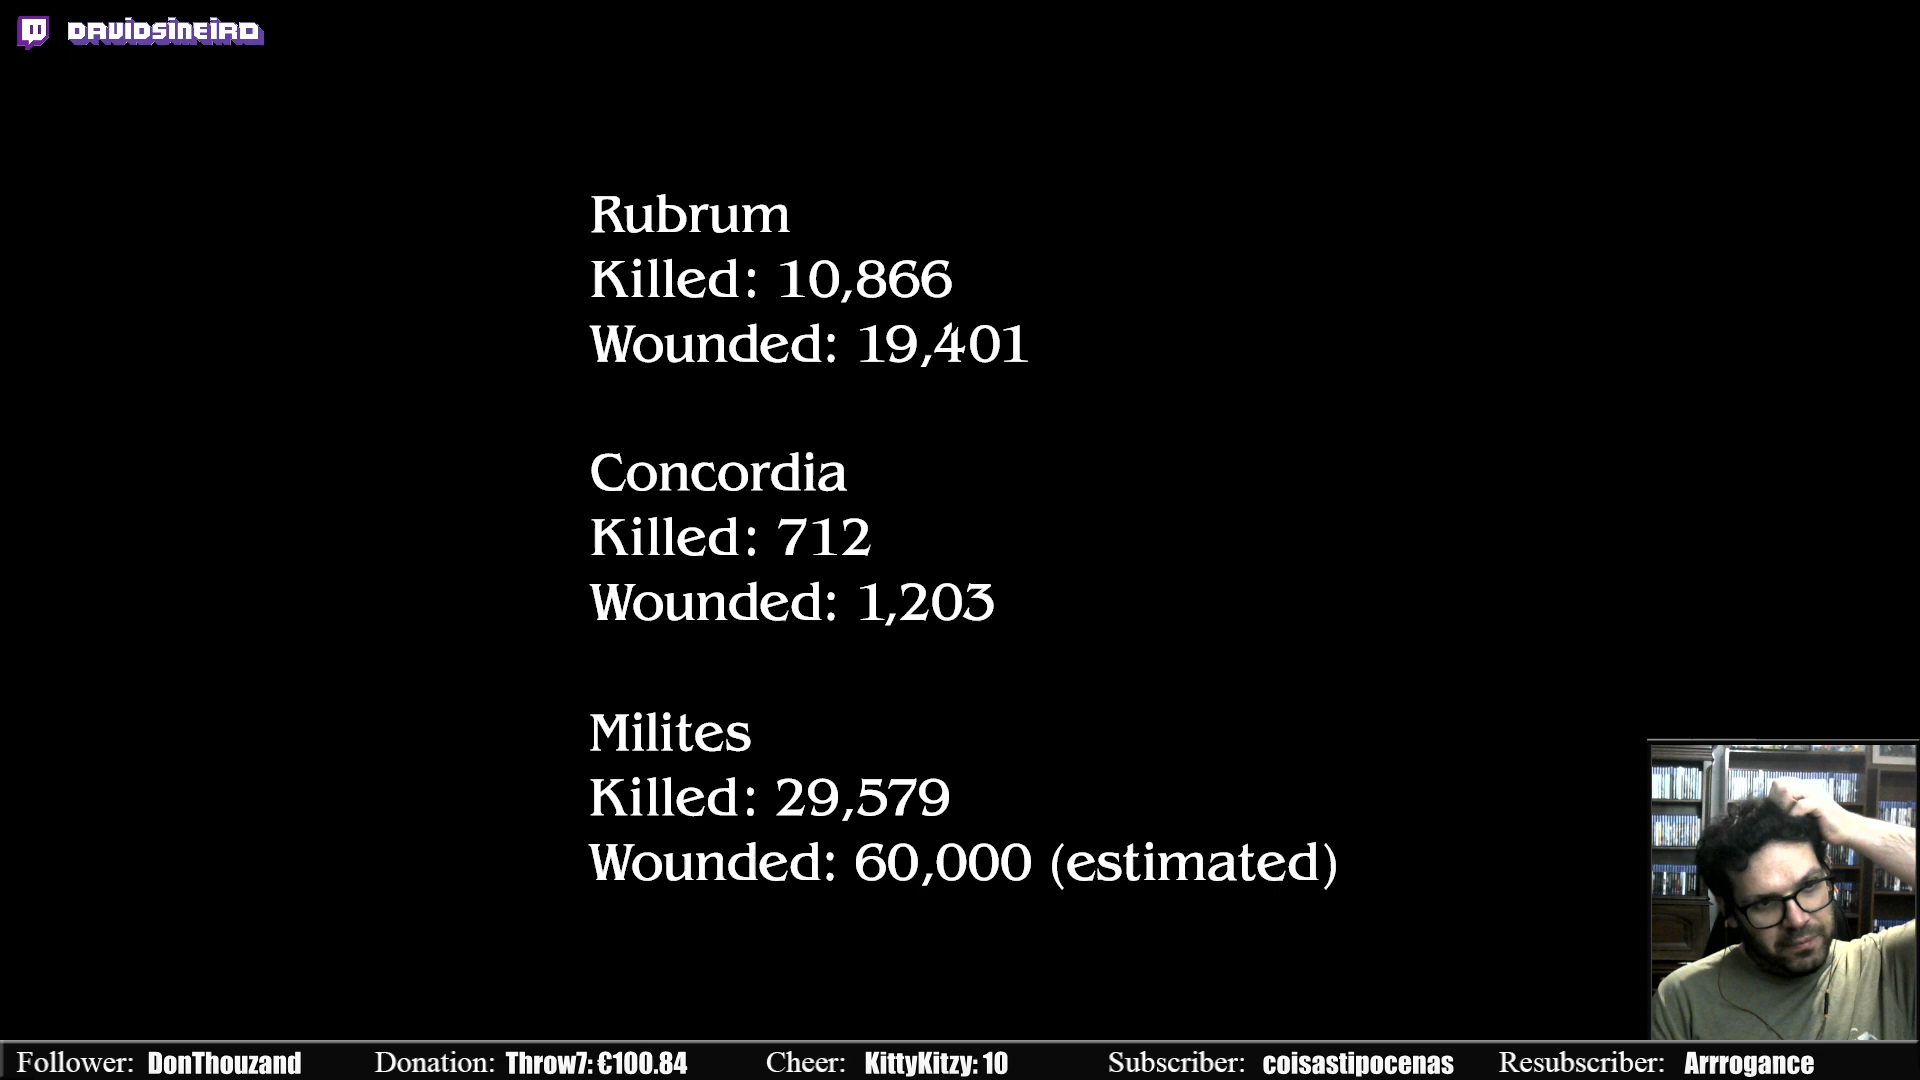 DAVIDSINEIRO
Rubrum
Killed: 10,866
Wounded: 19,401
Concordia
Killed: 712
Wounded: 1,203
Milites
Killed: 29,579
Wounded: 60,000 (estimated)
Follower: DonThouzand Donation: Throw7: €100.84 Cheer: KittyKitzy: 10 Subscriber: coisastipocenas Resubscriber: Arrrogance